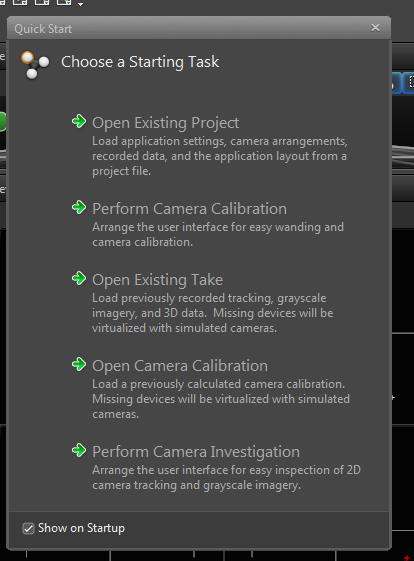 Quick Start
Choose a Starting Task
Open Existing Project
Load application settings, camera arrangements,
recorded data, and the application layout from a
project file.
Perform Camera Calibration
Arrange the user interface for easy wanding and
camera calibration.
Open Existing Take
Load previously recorded tracking, grayscale
imagery, and 3D data. Missing devices will be
virtualized with simulated cameras.
Open Camera Calibration
Load a previously calculated camera calibration.
Missing devices will be virtualized with simulated
cameras.
Perform Camera Investigation
Arrange the user interface for easy inspection of 2D
camera tracking and grayscale imagery.
Show on Startup